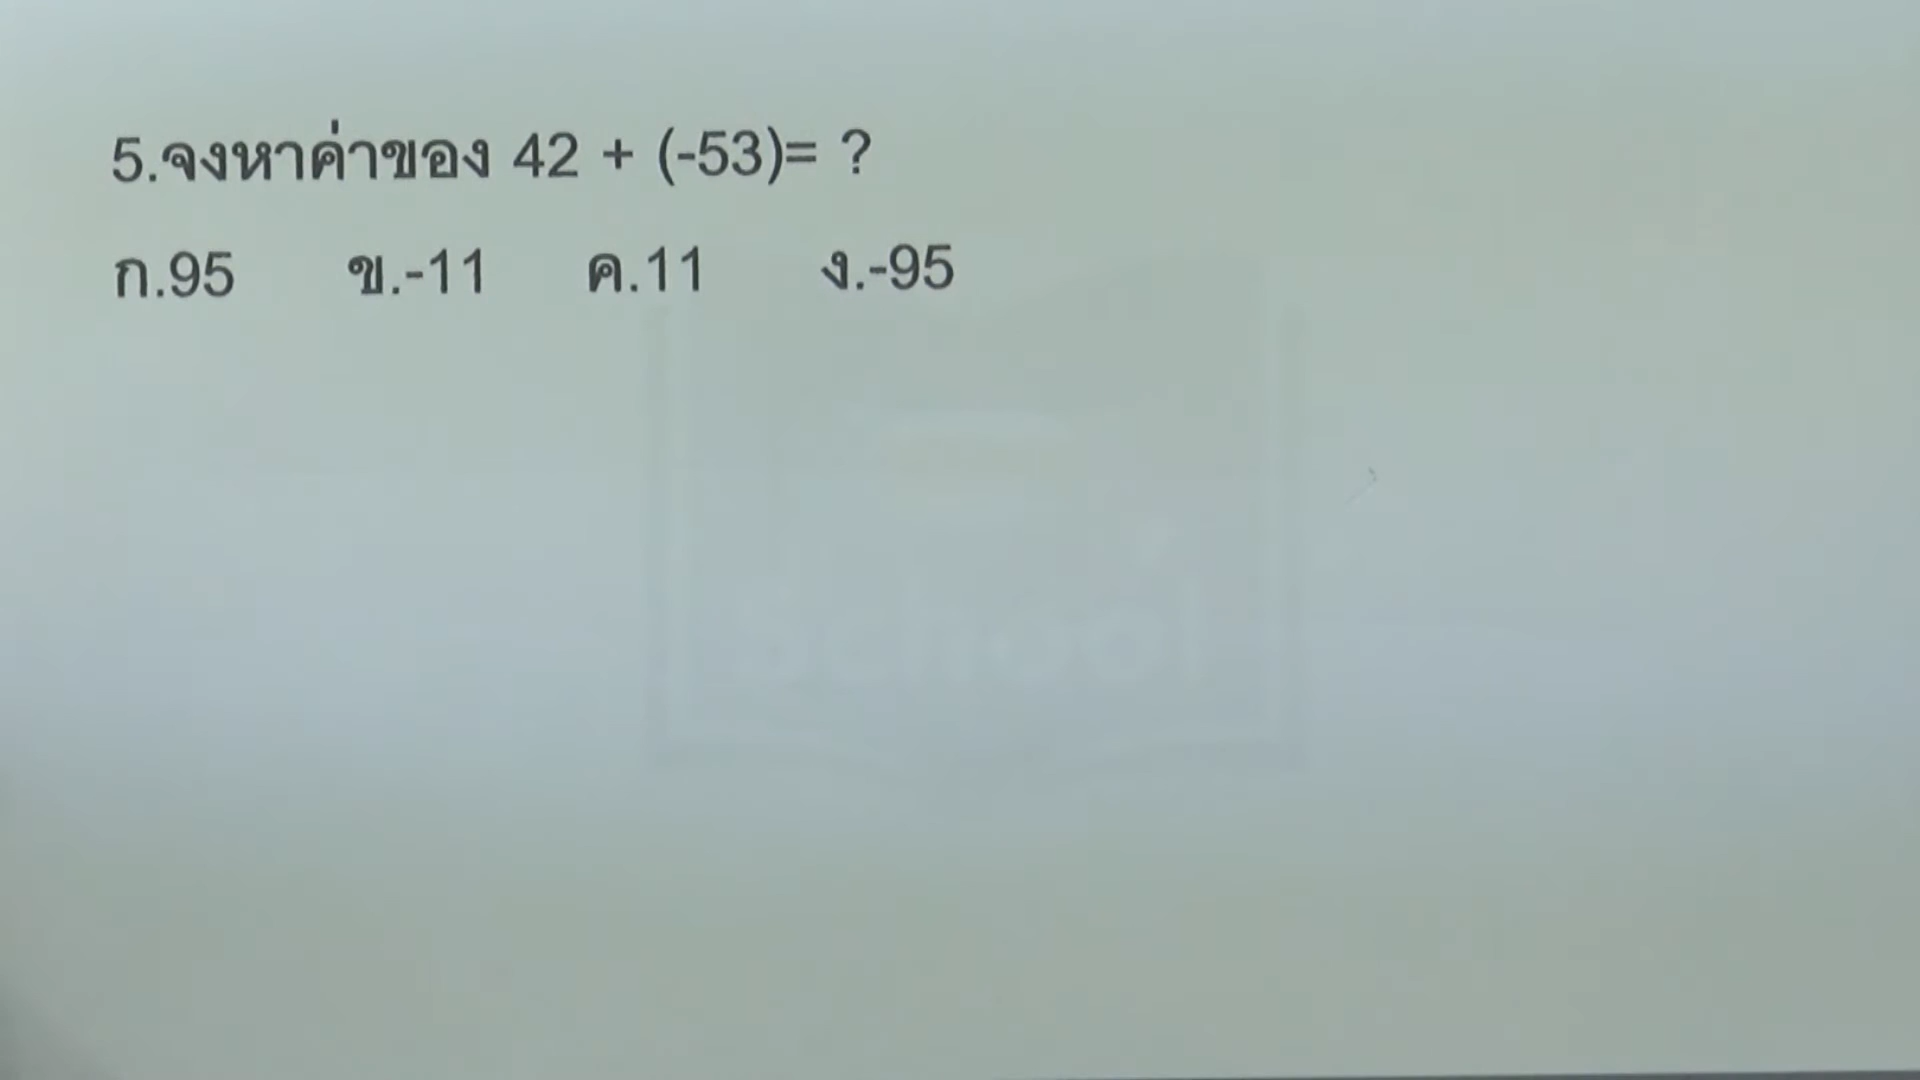 5.จงหาค่าของ 42 + (-53)= ?
ก.95 ข.-11 ค.11 ง.-95
School